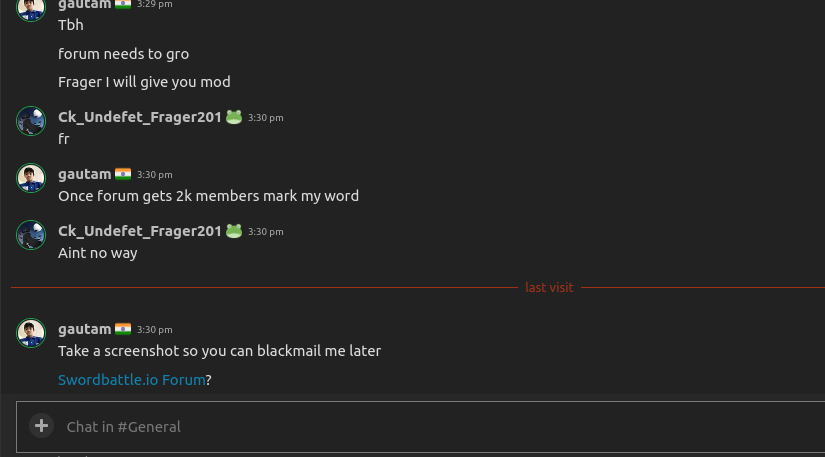 gautam 3:29 pm
Tbh
forum needs to gro
Frager I will give you mod
Ck_Undefet_Frager201 3:30 pm
fr
gautam 3:30 pm
Once forum gets 2k members mark my word
Ck_Undefet_Frager201 3:30 pm
Aint no way
last visit
gautam 3:30 pm
Take a screenshot so you can blackmail me later
Swordbattle.io Forum?
Chat in #General